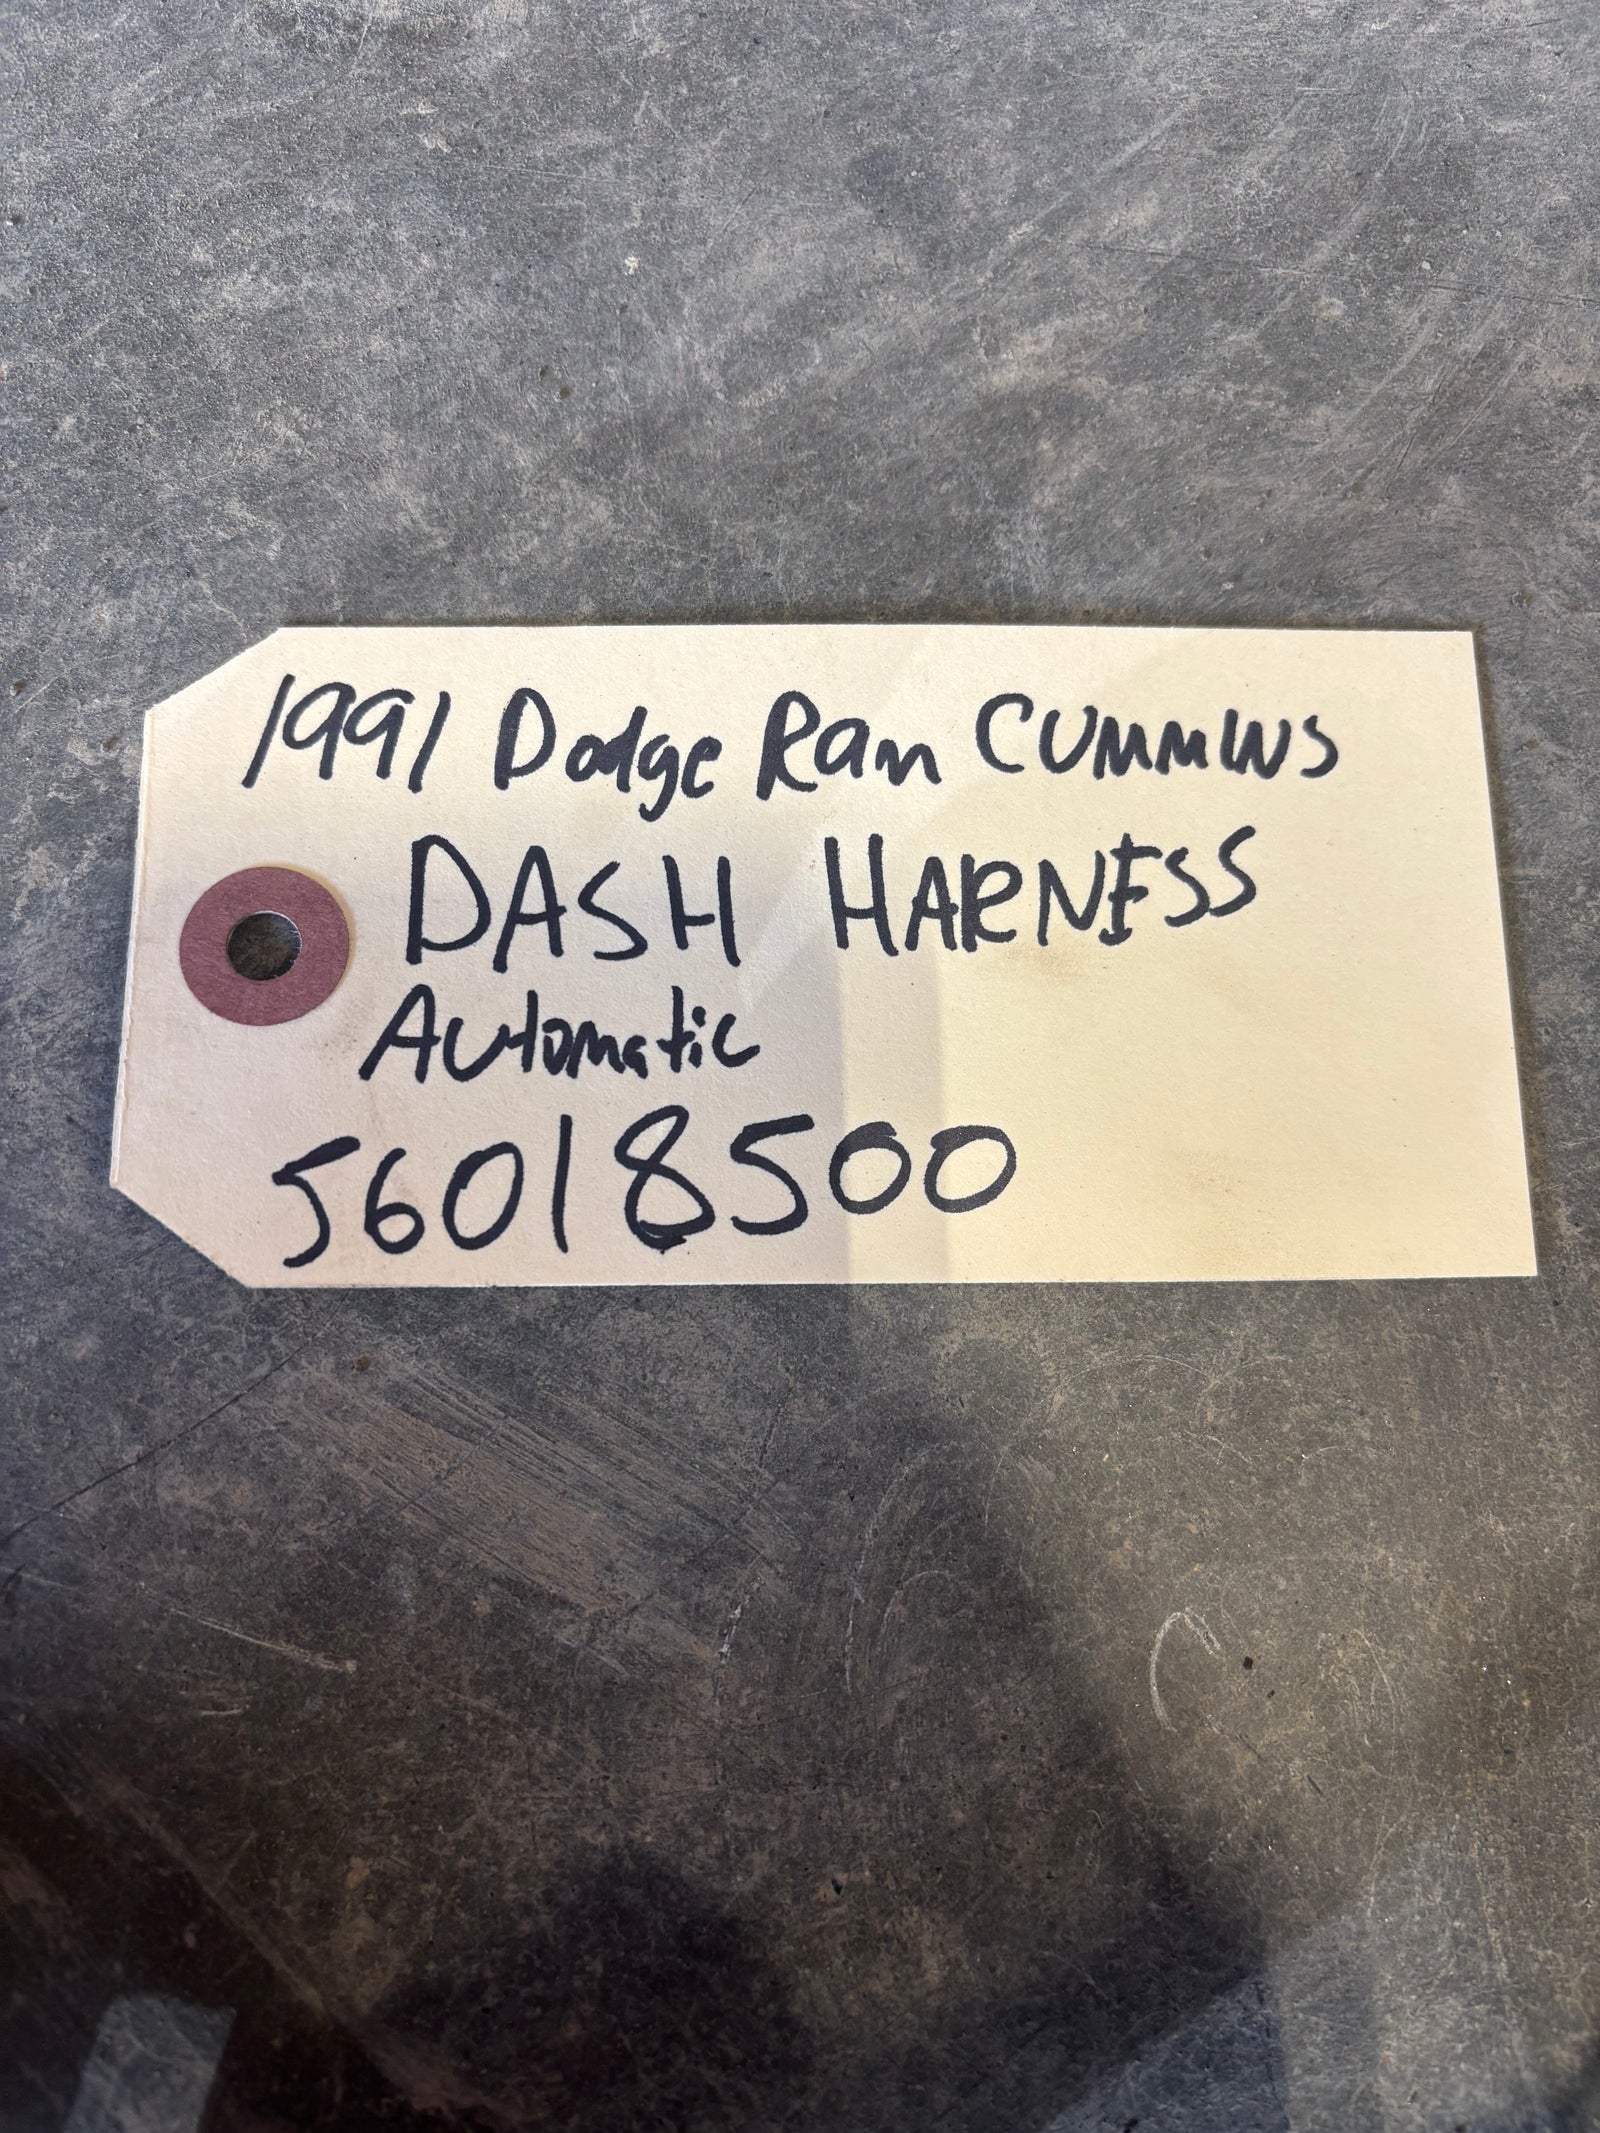 1991 Dodge Ram CUMMINS
DASH HARNESS
Automatic
56018500